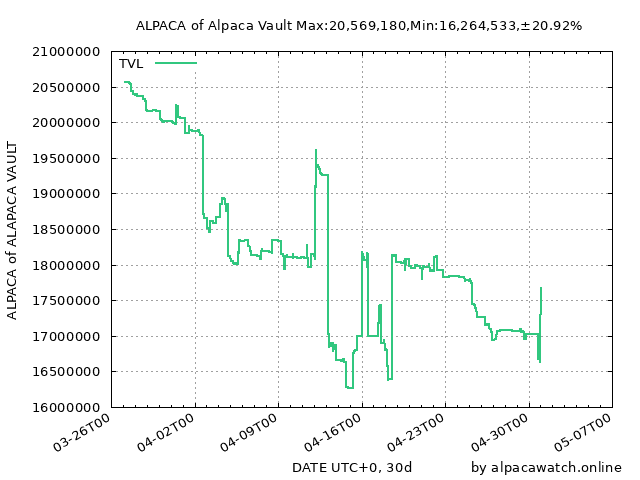 ALPACA of Alpaca Vault Max:20,569,180,Min:16,264,533,±20.92%
TVL
21000000
20500000
20000000
19500000
19000000
18500000
18000000
17500000
17000000
16500000
16000000
ALPACA of ALAPACA VAULT
03-26T00
04-02T00
04-09T00
04-16T00
04-23T00
04-30T00
05-07T00
DATE UTC+0, 30d
by alpacawatch.online